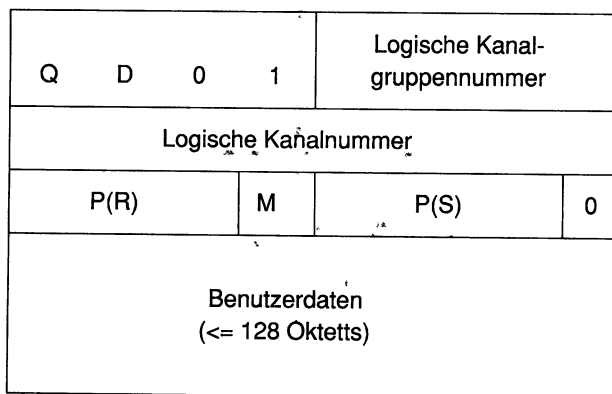 Logische Kanal-
Q D 0 1 gruppennummer
Logische Kanalnummer
P(R) M P(S) 0
Benutzerdaten
(<= 128 Oktetts)